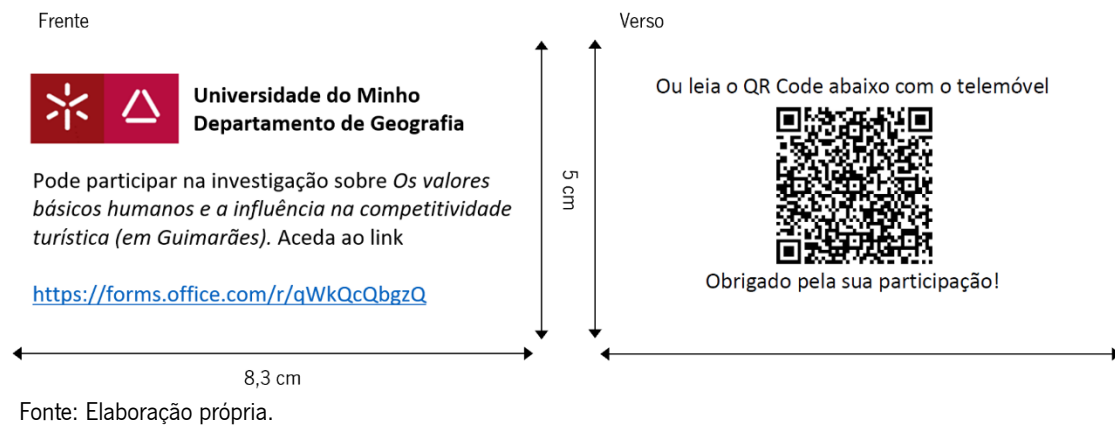 Frente
Universidade do Minho
Departamento de Geografia
Pode participar na investigação sobre Os valores
básicos humanos e a influência na competitividade
turística (em Guimarães). Aceda ao link
https://forms.office.com/r/qWkQcQbgzQ
8,3 cm
5 cm
Verso
Ou leia o QR Code abaixo com o telemóvel
Obrigado pela sua participação!
Fonte: Elaboração própria.